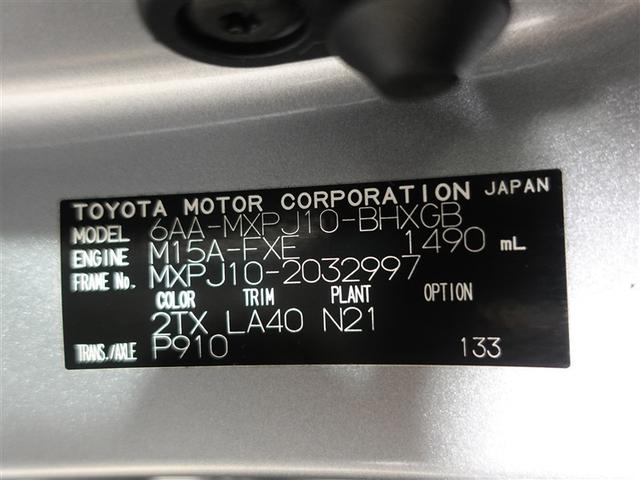 TOYOTA MOTOR CORPORATION JAPAN
MODEL 6AA-MXPJ10-BHXGB
ENGINE M15A-FXE 1490 mL
FRAME No. MXPJ10-2032997
COLOR TRIM PLANT OPTION
2TX LA40 N21
TRANS./AXLE P910 133